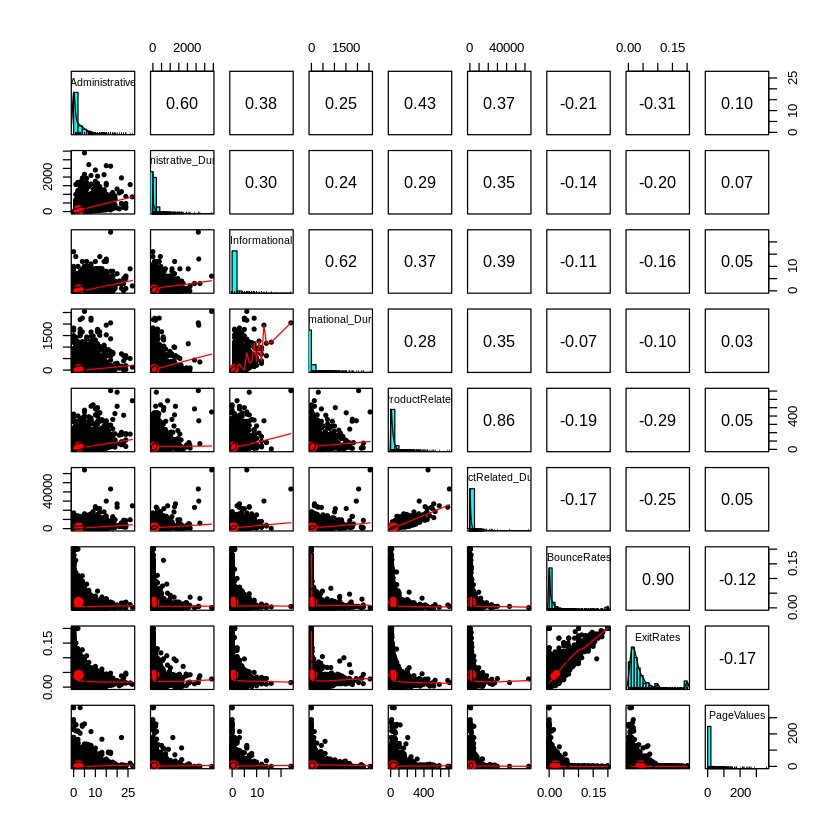 0 2000 0 1500 0 40000 0.00 0.15
Administrative 0.60 0.38 0.25 0.43 0.37 -0.21 -0.31 0.10 0 10 25
0 2000 nistrative_Dur 0.30 0.24 0.29 0.35 -0.14 -0.20 0.07
Informational 0.62 0.37 0.39 -0.11 -0.16 0.05 0 10
0 1500 mational_Dur 0.28 0.35 -0.07 -0.10 0.03
ProductRelate 0.86 -0.19 -0.29 0.05 0 400
0 40000 ctRelated_Du -0.17 -0.25 0.05
BounceRates 0.90 -0.12 0.00 0.15
0.00 0.15 ExitRates -0.17
PageValues 0 200
0 10 25 0 10 0 400 0.00 0.15 0 200